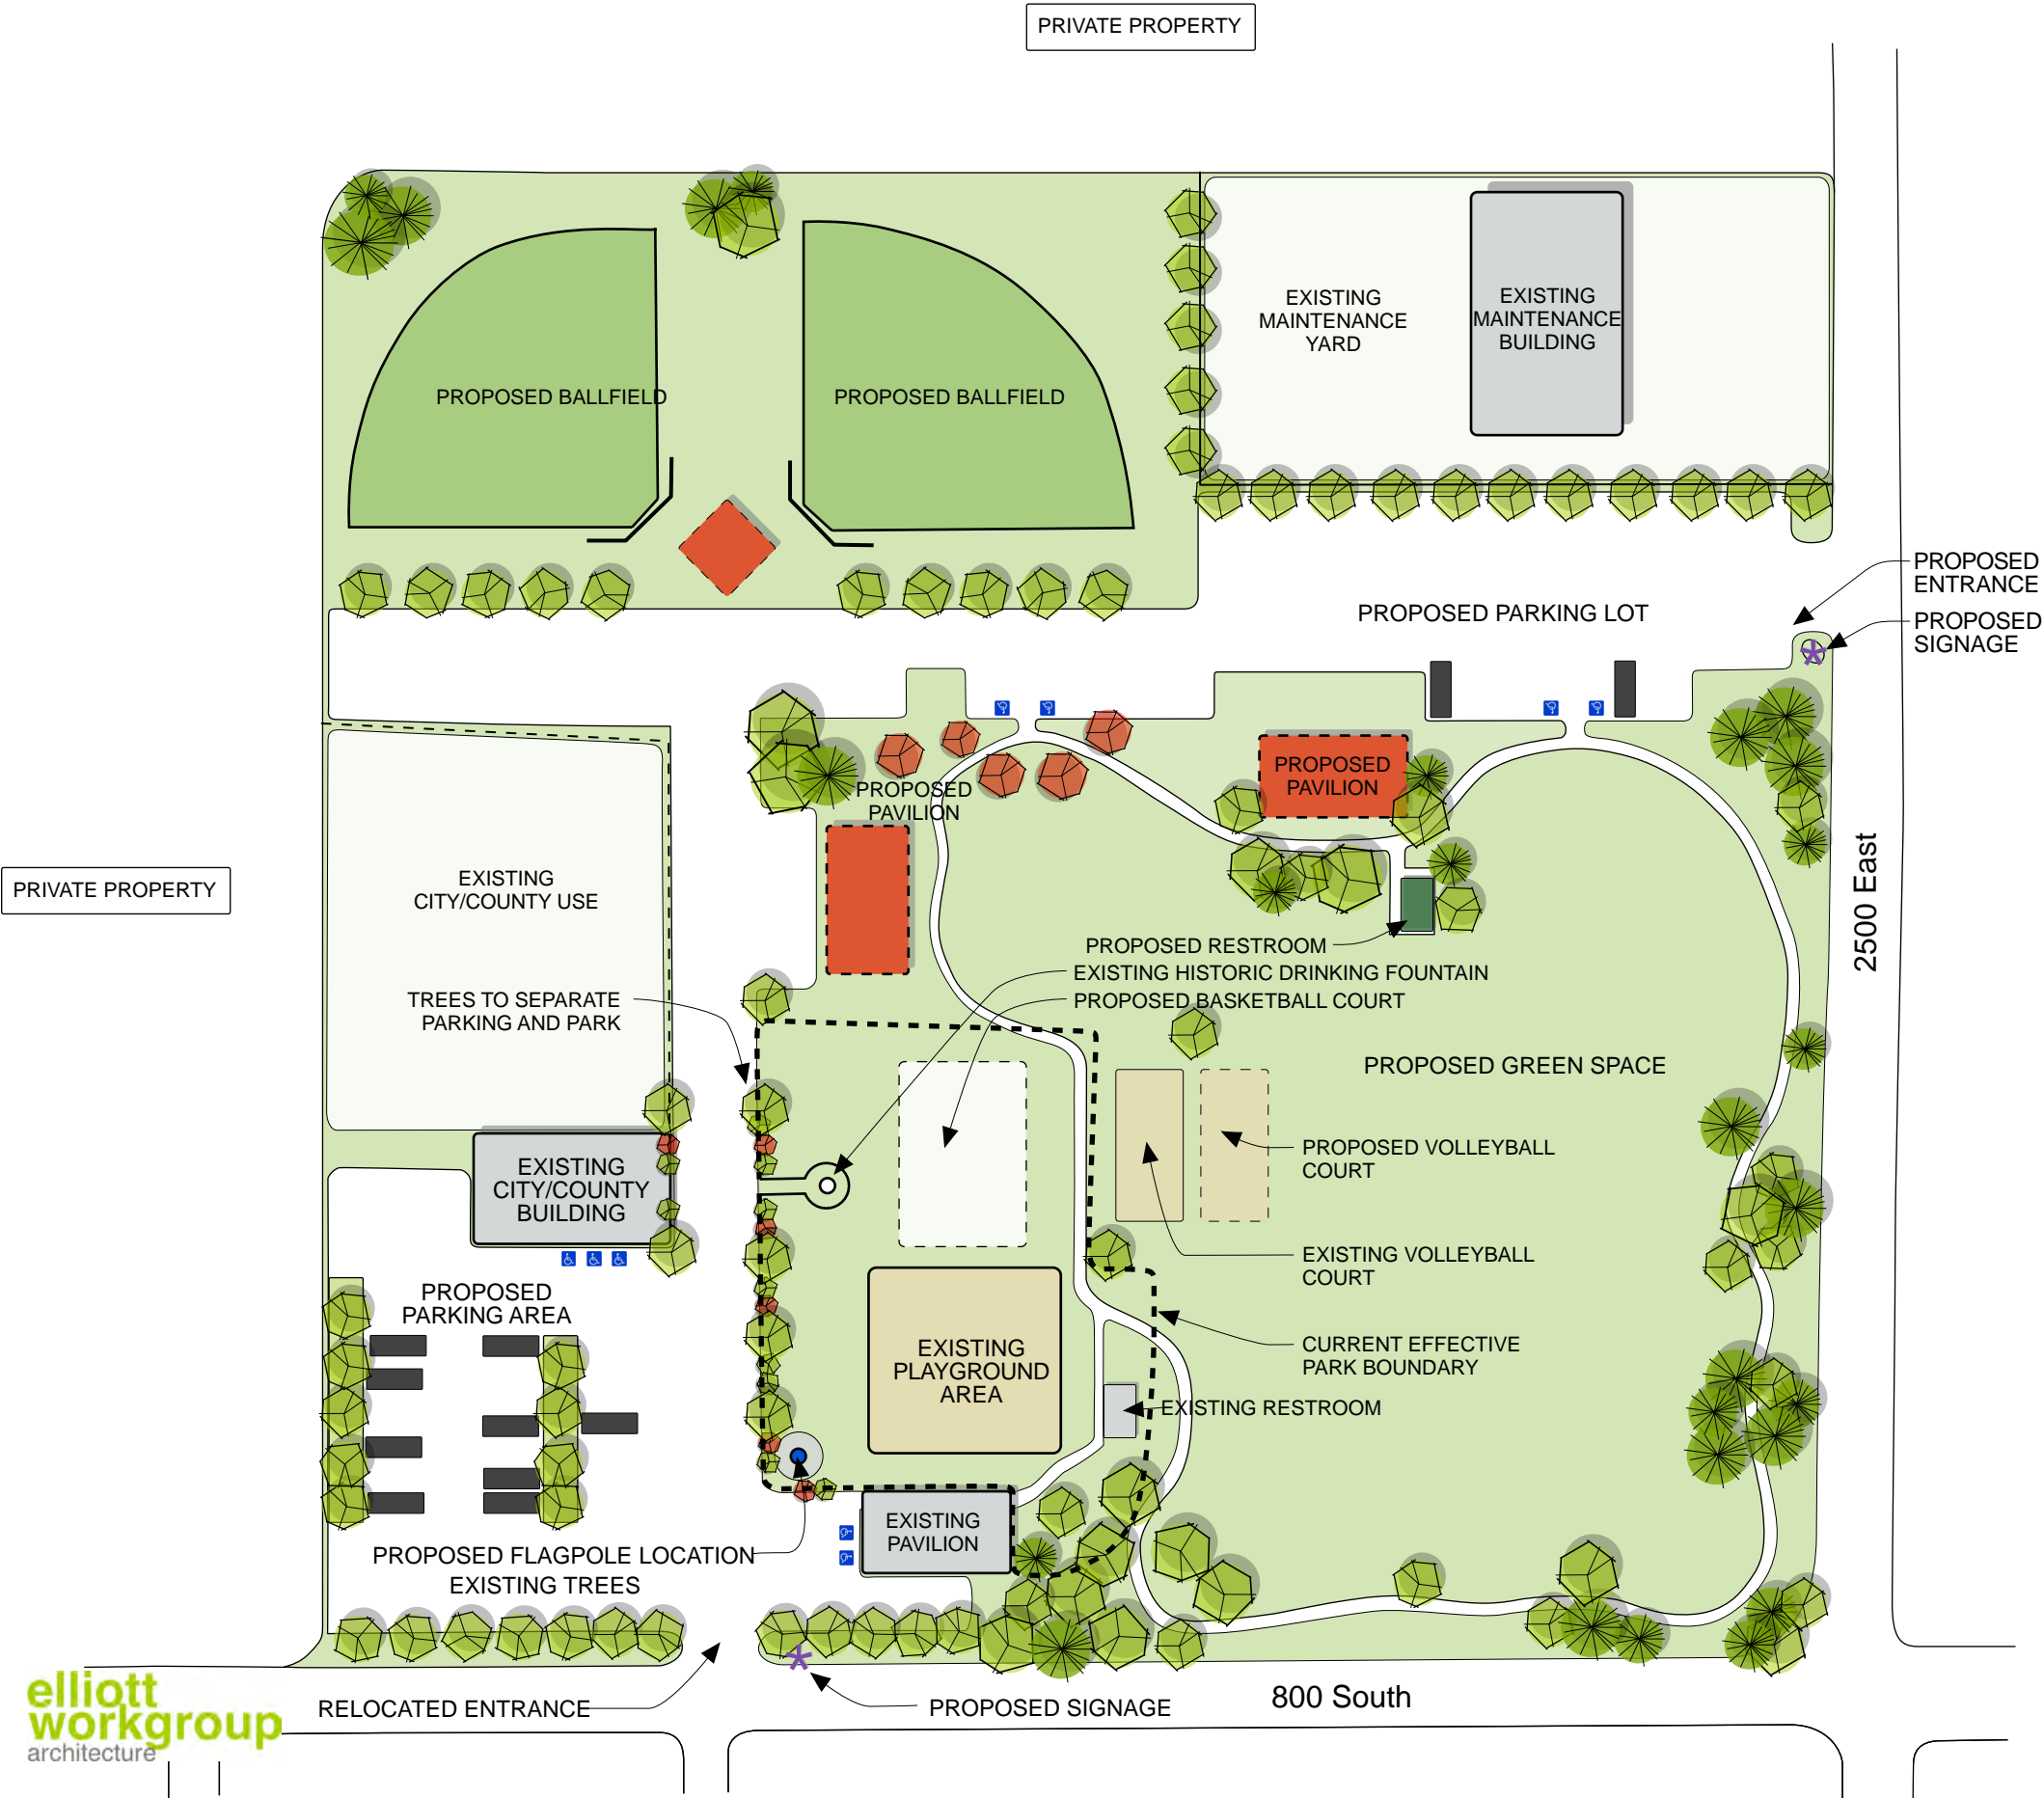 PRIVATE PROPERTY
EXISTING
MAINTENANCE
YARD
EXISTING
MAINTENANCE
BUILDING
PROPOSED BALLFIELD
PROPOSED BALLFIELD
PROPOSED
ENTRANCE
PROPOSED PARKING LOT
PROPOSED
SIGNAGE
PROPOSED
PAVILION
PROPOSED
PAVILION
PRIVATE PROPERTY
EXISTING
CITY/COUNTY USE
2500 East
PROPOSED RESTROOM
EXISTING HISTORIC DRINKING FOUNTAIN
PROPOSED BASKETBALL COURT
TREES TO SEPARATE
PARKING AND PARK
PROPOSED GREEN SPACE
PROPOSED VOLLEYBALL
COURT
EXISTING
CITY/COUNTY
BUILDING
EXISTING VOLLEYBALL
COURT
PROPOSED
PARKING AREA
EXISTING
PLAYGROUND
AREA
CURRENT EFFECTIVE
PARK BOUNDARY
EXISTING RESTROOM
EXISTING
PAVILION
PROPOSED FLAGPOLE LOCATION
EXISTING TREES
elliott
workgroup
architecture
RELOCATED ENTRANCE
PROPOSED SIGNAGE
800 South